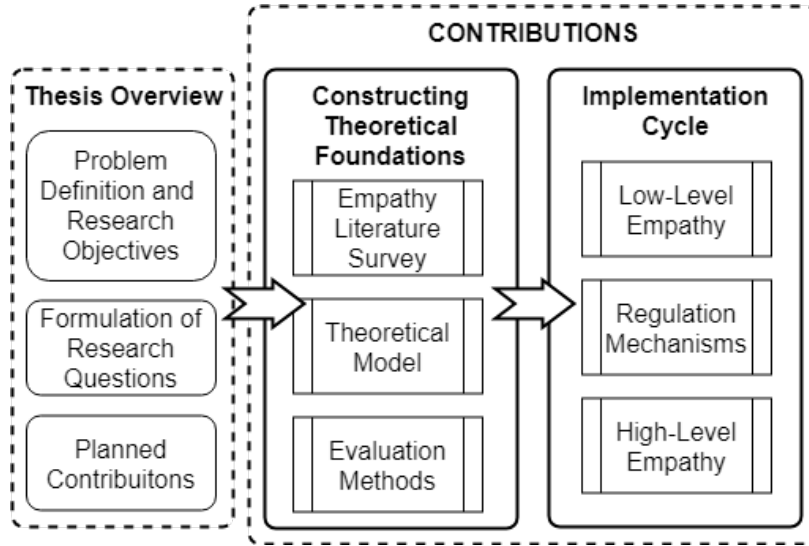 CONTRIBUTIONS
Thesis Overview
Problem
Definition and
Research
Objectives
Formulation of
Research
Questions
Planned
Contribuitons
Constructing
Theoretical
Foundations
Empathy
Literature
Survey
Theoretical
Model
Evaluation
Methods
Implementation
Cycle
Low-Level
Empathy
Regulation
Mechanisms
High-Level
Empathy